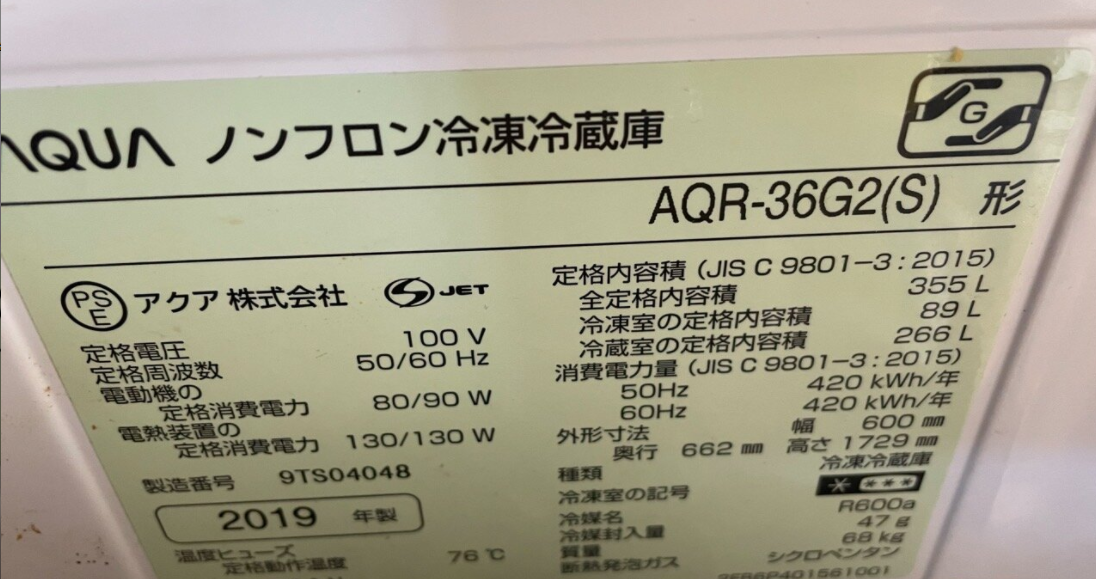 AQUA ノンフロン冷凍冷蔵庫
G
AQR-36G2(S) 形
PSE アクア 株式会社 JET
定格電圧 100 V
定格周波数 50/60 Hz
電動機の
定格消費電力 80/90 W
電熱装置の
定格消費電力 130/130 W
製造番号 9TS04048
2019 年製
温度ヒューズ
定格動作温度 76 ℃
定格内容積 (JIS C 9801-3:2015)
全定格内容積 355 L
冷凍室の定格内容積 89 L
冷蔵室の定格内容積 266 L
消費電力量 (JIS C 9801-3:2015)
50Hz 420 kWh/年
60Hz 420 kWh/年
外形寸法 幅 600 mm
奥行 662 mm 高さ 1729 mm
種類 冷凍冷蔵庫
冷凍室の記号 * ***
冷媒名 R600a
冷媒封入量 47 g
質量 68 kg
断熱発泡ガス シクロペンタン